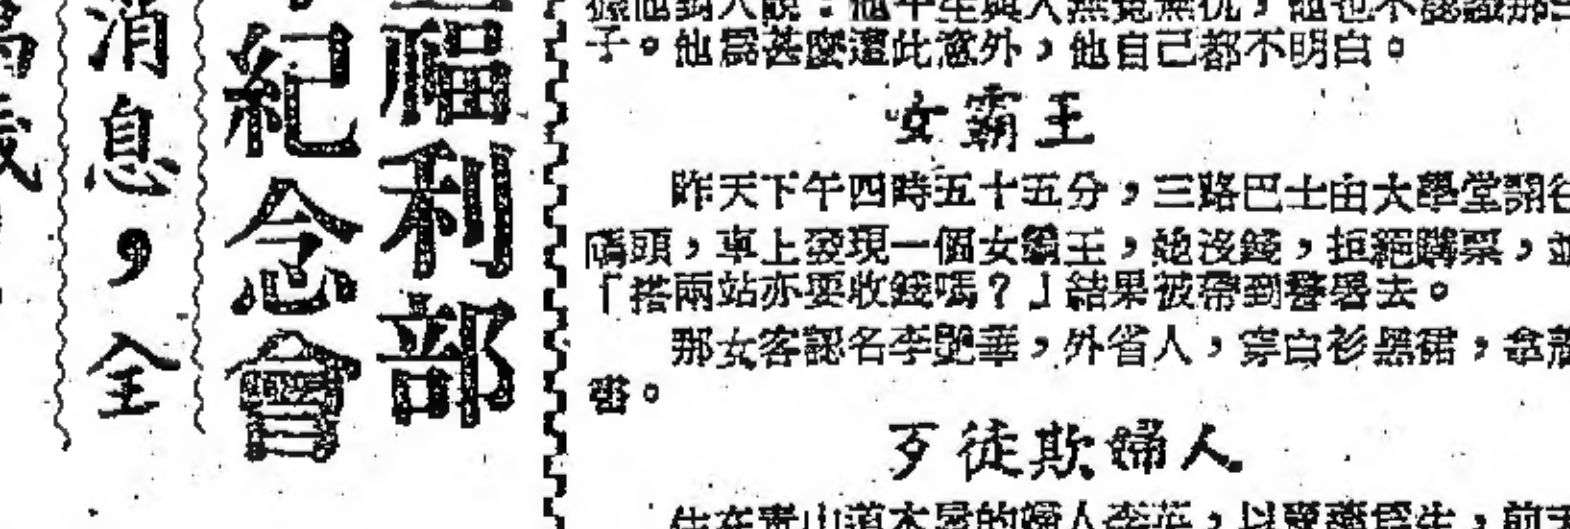 福利部
紀念會
消息，全
子。他爲甚麼遭此意外，他自己都不明白。
女霸王
昨天下午四時五十五分，三路巴士由大學堂開往
碼頭，車上發現一個女霸王，她沒錢，拒絕購票，並
「搭兩站亦要收錢嗎？」結果被帶到警署去。
那女客認名李艷華，外省人，穿白衫黑裙，拿
書。
歹徒欺婦人